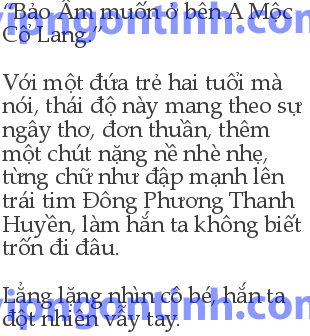 “Bảo Âm muốn ở bên A Mộc
Cổ Lang.”
Với một đứa trẻ hai tuổi mà
nói, thái độ này mang theo sự
ngây thơ, đơn thuần, thêm
một chút nặng nề nhè nhẹ,
từng chữ như đập mạnh lên
trái tim Đông Phương Thanh
Huyền, làm hắn ta không biết
trốn đi đâu.
Lẳng lặng nhìn cô bé, hắn ta
đột nhiên vẫy tay.
vipngontinh.com